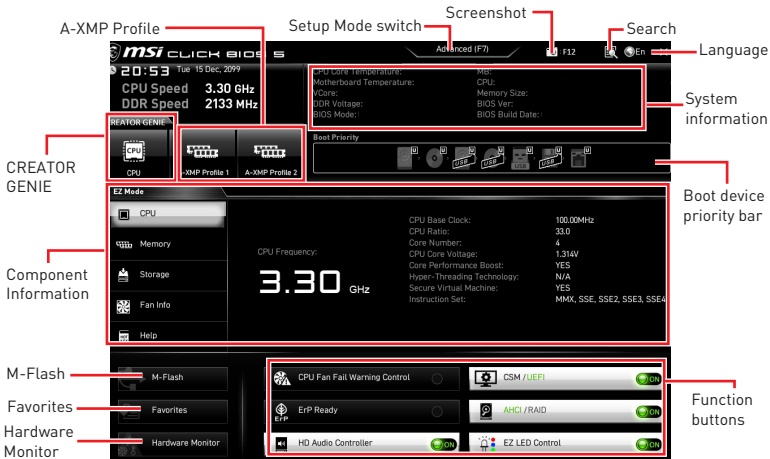 A-XMP Profile
Setup Mode switch
Screenshot
Search
Language
System
information
Boot device
priority bar
CREATOR
GENIE
Component
Information
M-Flash
Favorites
Hardware
Monitor
Function
buttons
msi CLICK BIOS 5
Advanced (F7)
: F12
En
20:53 Tue 15 Dec, 2099
CPU Speed 3.30 GHz
DDR Speed 2133 MHz
CREATOR GENIE
CPU
CPU
A-XMP Profile 1
A-XMP Profile 2
CPU Core Temperature:
Motherboard Temperature:
VCore:
DDR Voltage:
BIOS Mode:
MB:
CPU:
Memory Size:
BIOS Ver:
BIOS Build Date:
Boot Priority
U
U
USB U
USB U
USB U
USB U
U
EZ Mode
CPU
Memory
Storage
Fan Info
Help
CPU Frequency:
3.30 GHz
CPU Base Clock: 100.00MHz
CPU Ratio: 33.0
Core Number: 4
CPU Core Voltage: 1.314V
Core Performance Boost: YES
Hyper-Threading Technology: N/A
Secure Virtual Machine: YES
Instruction Set: MMX, SSE, SSE2, SSE3, SSE4
M-Flash
Favorites
Hardware Monitor
CPU Fan Fail Warning Control
CSM /UEFI ON
ErP
ErP Ready
AHCI /RAID ON
HD Audio Controller ON
EZ LED Control ON